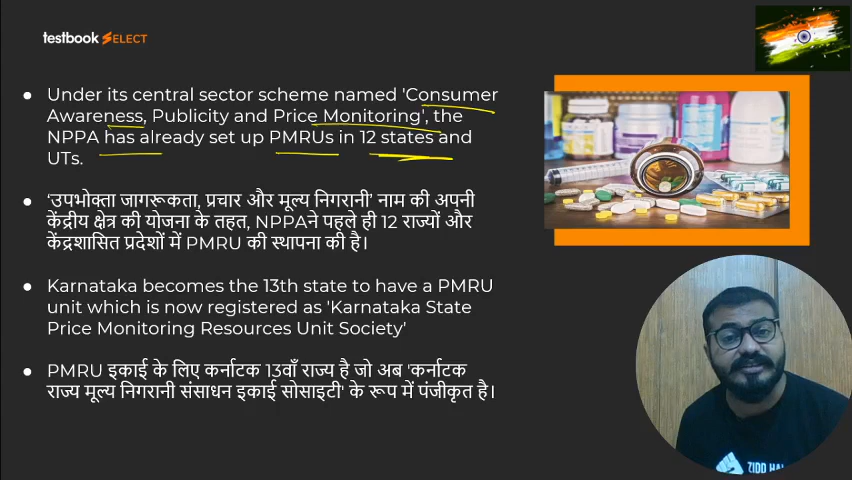 testbook SELECT
● Under its central sector scheme named 'Consumer
Awareness, Publicity and Price Monitoring', the
NPPA has already set up PMRUs in 12 states and
UTs.
● ‘उपभोक्ता जागरूकता, प्रचार और मूल्य निगरानी’ नाम की अपनी
केंद्रीय क्षेत्र की योजना के तहत, NPPAने पहले ही 12 राज्यों और
केंद्रशासित प्रदेशों में PMRU की स्थापना की है।
● Karnataka becomes the 13th state to have a PMRU
unit which is now registered as 'Karnataka State
Price Monitoring Resources Unit Society'
● PMRU इकाई के लिए कर्नाटक 13वाँ राज्य है जो अब 'कर्नाटक
राज्य मूल्य निगरानी संसाधन इकाई सोसाइटी' के रूप में पंजीकृत है।
ZIDD HAI